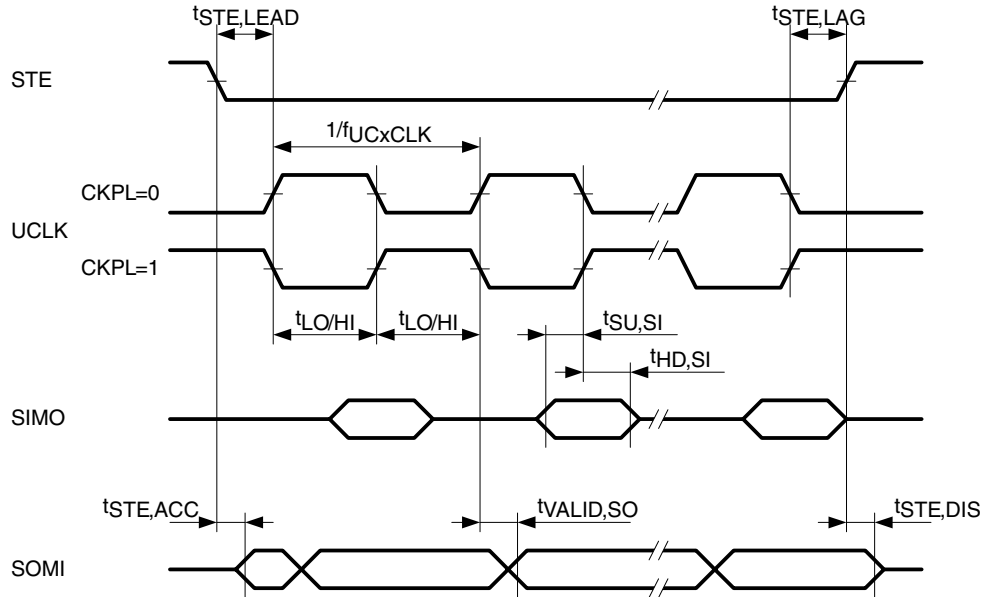 tSTE,LEAD
tSTE,LAG
STE
1/fUCxCLK
CKPL=0
UCLK
CKPL=1
tLO/HI
tLO/HI
tSU,SI
tHD,SI
SIMO
tSTE,ACC
tVALID,SO
tSTE,DIS
SOMI